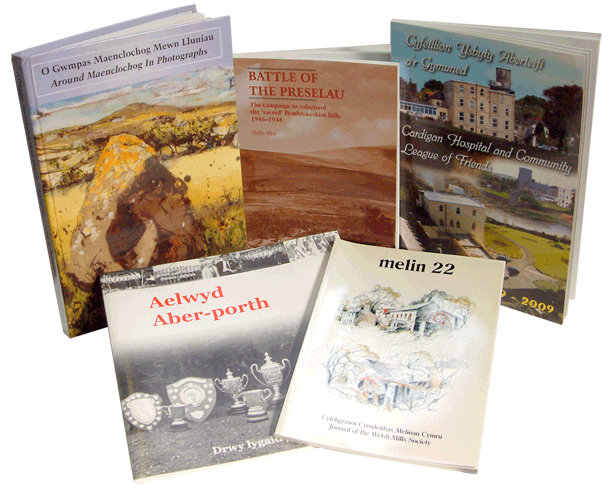 O Gwmpas Maenclochog Mewn Lluniau
Around Maenclochog In Photographs
BATTLE OF
THE PRESELAU
The campaign to safeguard
the 'sacred' Pembrokeshire hills
1946-1948
Cyfeillion Ysbyty Aberteifi
a'r Gymuned
Cardigan Hospital and Community
League of Friends
- 2009
Aelwyd
Aber-porth
Drwy lygaid
melin 22
Cylchgrawn Cymdeithas Melinau Cymru
Journal of the Welsh Mills Society